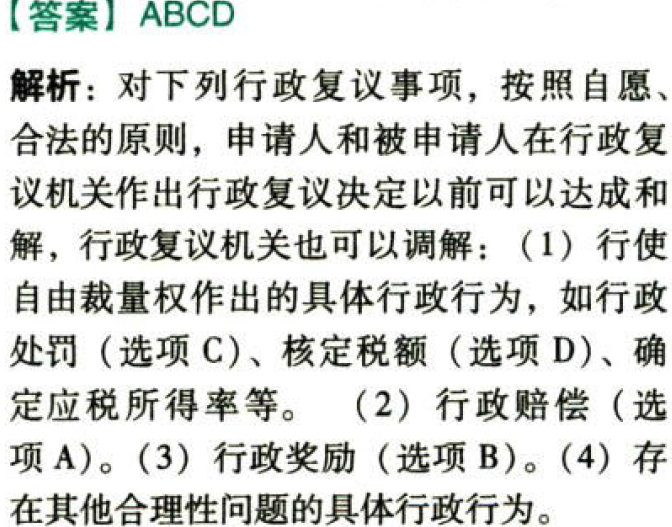 【答案】ABCD
解析：对下列行政复议事项，按照自愿、
合法的原则，申请人和被申请人在行政复
议机关作出行政复议决定以前可以达成和
解，行政复议机关也可以调解：（1）行使
自由裁量权作出的具体行政行为，如行政
处罚（选项 C）、核定税额（选项 D）、确
定应税所得率等。 （2）行政赔偿（选
项 A）。（3）行政奖励（选项 B）。（4）存
在其他合理性问题的具体行政行为。